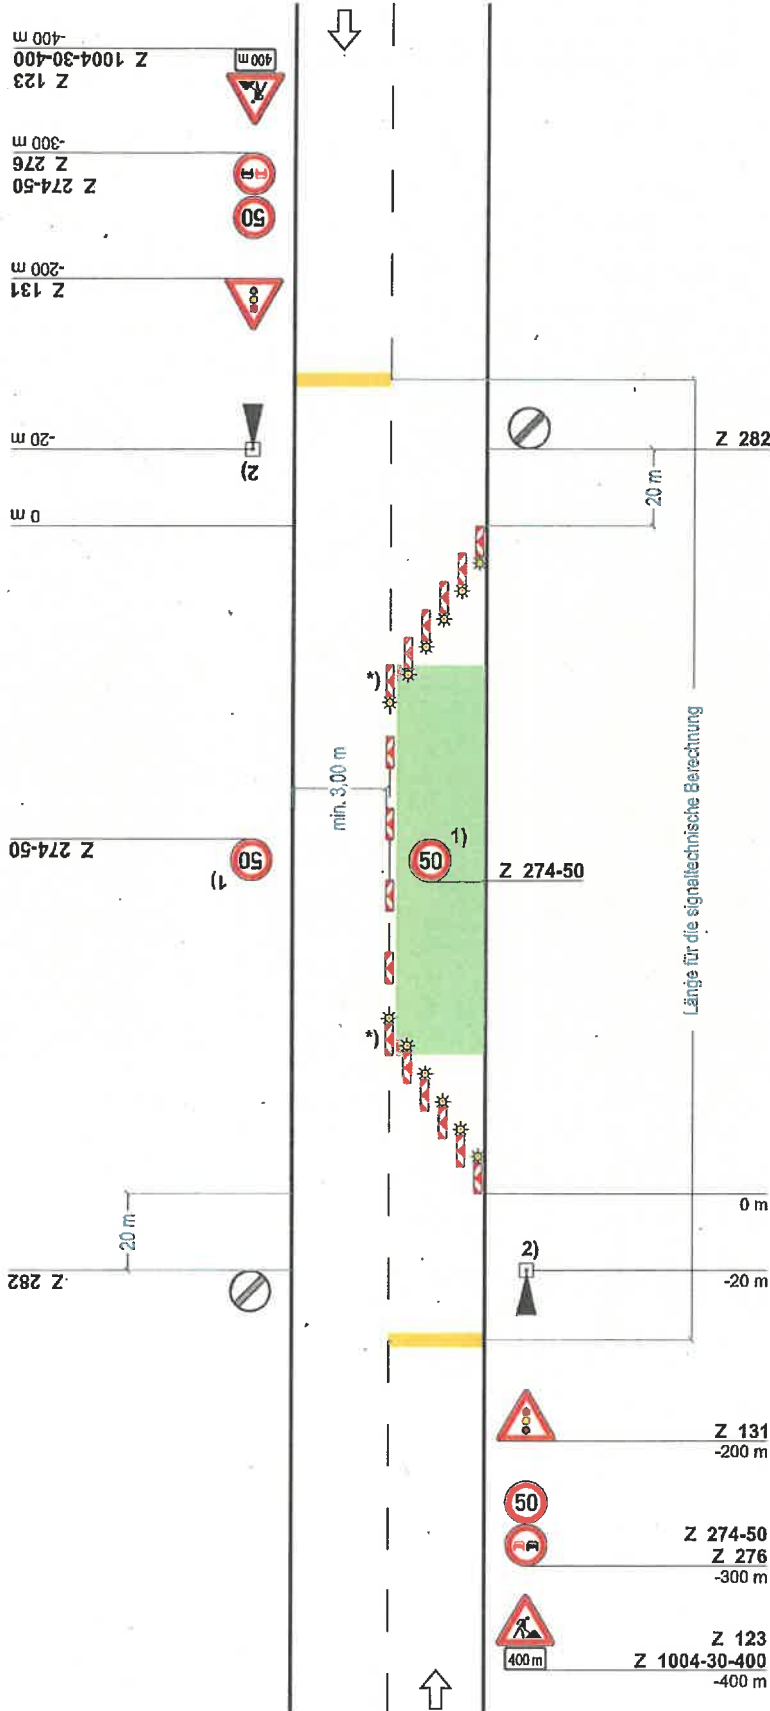 -400 m
Z 1004-30-400
Z 123
400 m
-300 m
Z 276
Z 274-50
50
-200 m
Z 131
-20 m
2)
Z 282
20 m
0 m
*)
min. 3,00 m
Länge für die signaltechnische Berechnung
Z 274-50
50
1)
50
1)
Z 274-50
*)
0 m
20 m
2)
Z 282
-20 m
Z 131
-200 m
50
Z 274-50
Z 276
-300 m
Z 123
400 m
Z 1004-30-400
-400 m